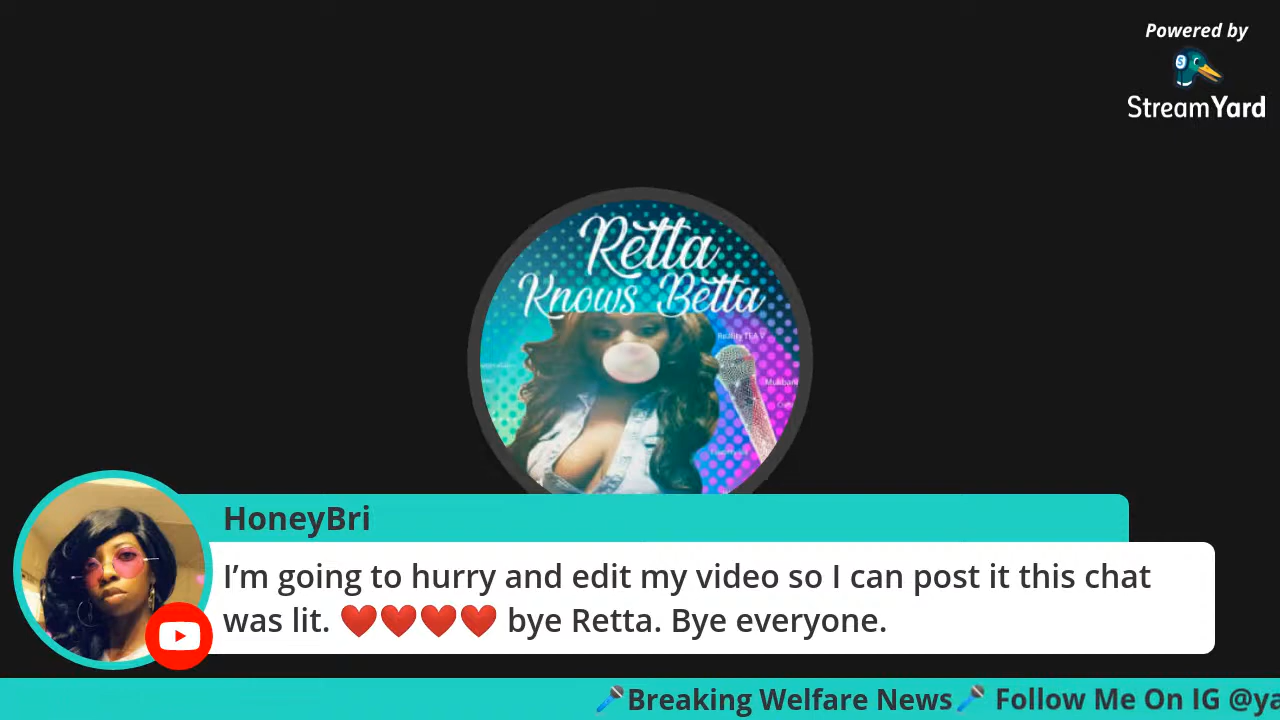 Powered by
StreamYard
Retta
Knows Betta
HoneyBri
I’m going to hurry and edit my video so I can post it this chat
was lit. ❤️❤️❤️❤️ bye Retta. Bye everyone.
🎤Breaking Welfare News🎤 Follow Me On IG @ya